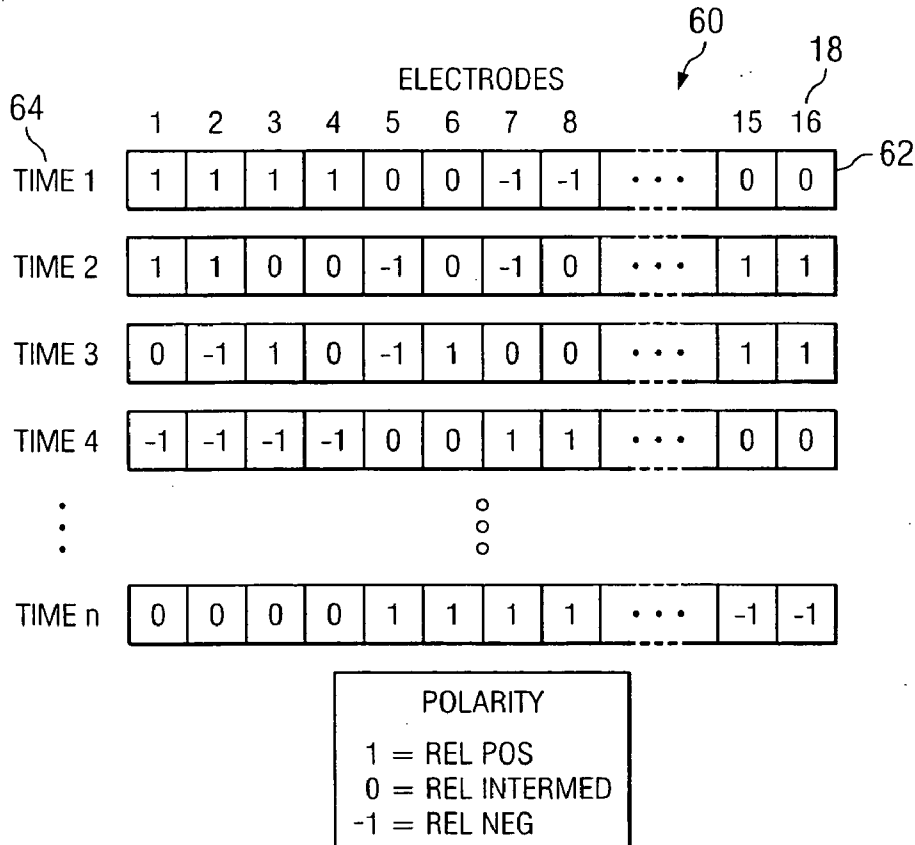 60
ELECTRODES
18
64
1 2 3 4 5 6 7 8 15 16
TIME 1 1 1 1 1 0 0 -1 -1 ••• 0 0
62
TIME 2 1 1 0 0 -1 0 -1 0 ••• 1 1
TIME 3 0 -1 1 0 -1 1 0 0 ••• 1 1
TIME 4 -1 -1 -1 -1 0 0 1 1 ••• 0 0
TIME n 0 0 0 0 1 1 1 1 ••• -1 -1
POLARITY
1 = REL POS
0 = REL INTERMED
-1 = REL NEG